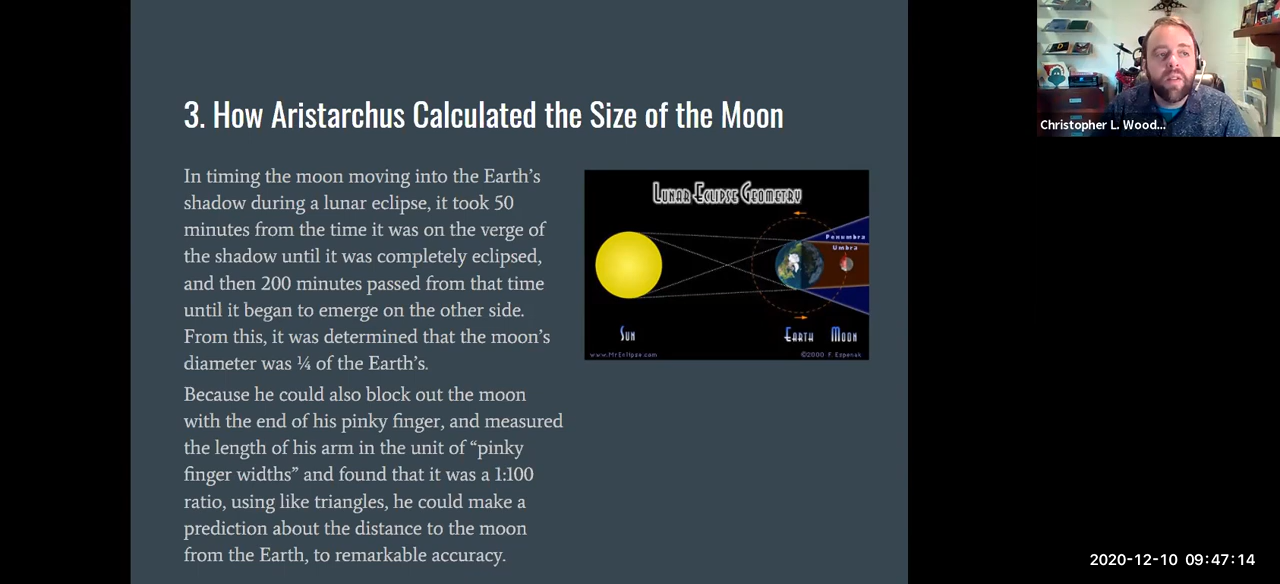 3. How Aristarchus Calculated the Size of the Moon
In timing the moon moving into the Earth’s
shadow during a lunar eclipse, it took 50
minutes from the time it was on the verge of
the shadow until it was completely eclipsed,
and then 200 minutes passed from that time
until it began to emerge on the other side.
From this, it was determined that the moon’s
diameter was ¼ of the Earth’s.
Because he could also block out the moon
with the end of his pinky finger, and measured
the length of his arm in the unit of “pinky
finger widths” and found that it was a 1:100
ratio, using like triangles, he could make a
prediction about the distance to the moon
from the Earth, to remarkable accuracy.
Lunar Eclipse Geometry
Penumbra
Umbra
Sun
Earth
Moon
www.MrEclipse.com
©2000 F. Espenak
Christopher L. Wood...
2020-12-10 09:47:14